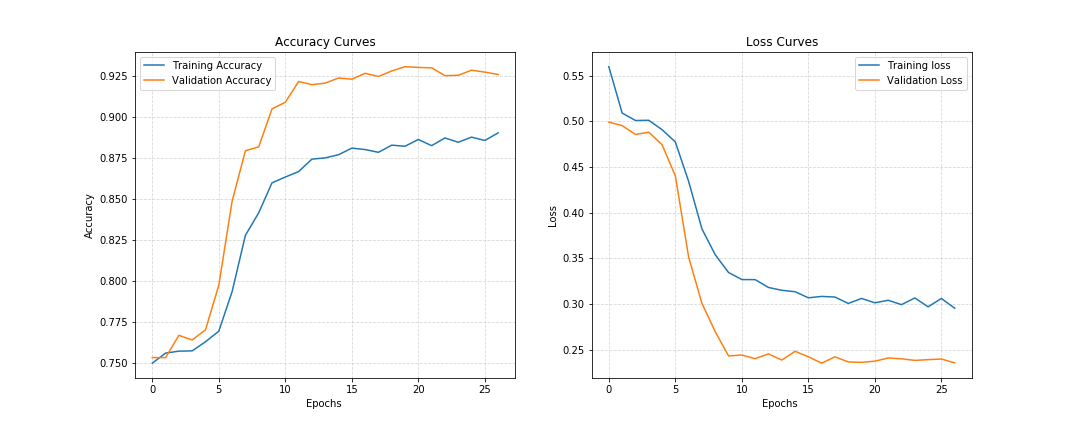 Accuracy Curves
Training Accuracy
Validation Accuracy
0.925
0.900
0.875
0.850
0.825
0.800
0.775
0.750
Accuracy
0 5 10 15 20 25
Epochs
Loss Curves
Training loss
Validation Loss
0.55
0.50
0.45
0.40
0.35
0.30
0.25
Loss
0 5 10 15 20 25
Epochs